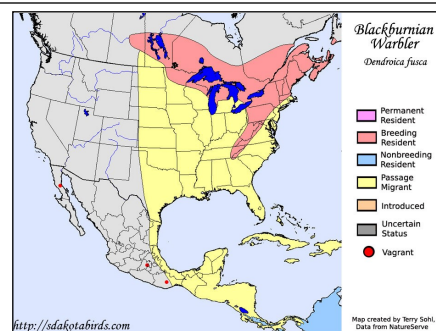 Blackburnian
Warbler
Dendroica fusca
Permanent
Resident
Breeding
Resident
Nonbreeding
Resident
Passage
Migrant
Introduced
Uncertain
Status
Vagrant
http://sdakotabirds.com
Map created by Terry Sohl,
Data from NatureServe